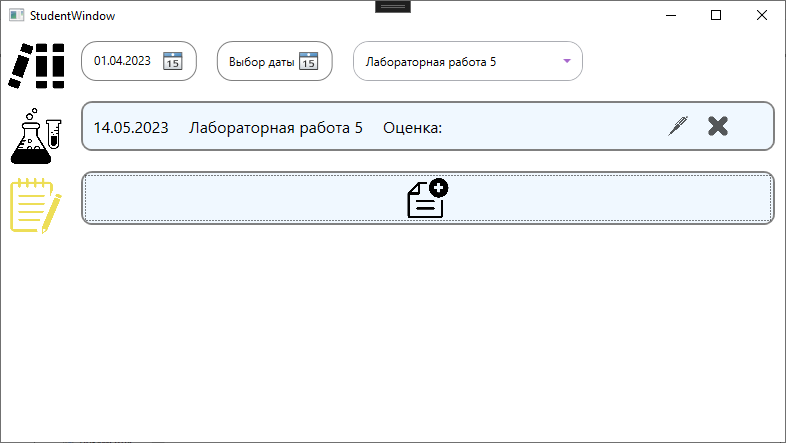 StudentWindow
01.04.2023 15 Выбор даты 15 Лабораторная работа 5
14.05.2023 Лабораторная работа 5 Оценка: